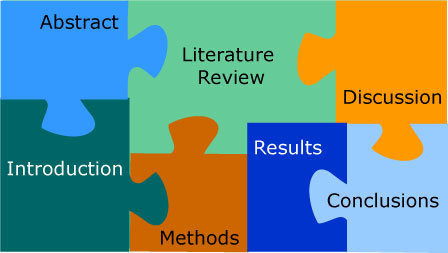 Abstract
Literature
Review
Discussion
Introduction
Results
Conclusions
Methods